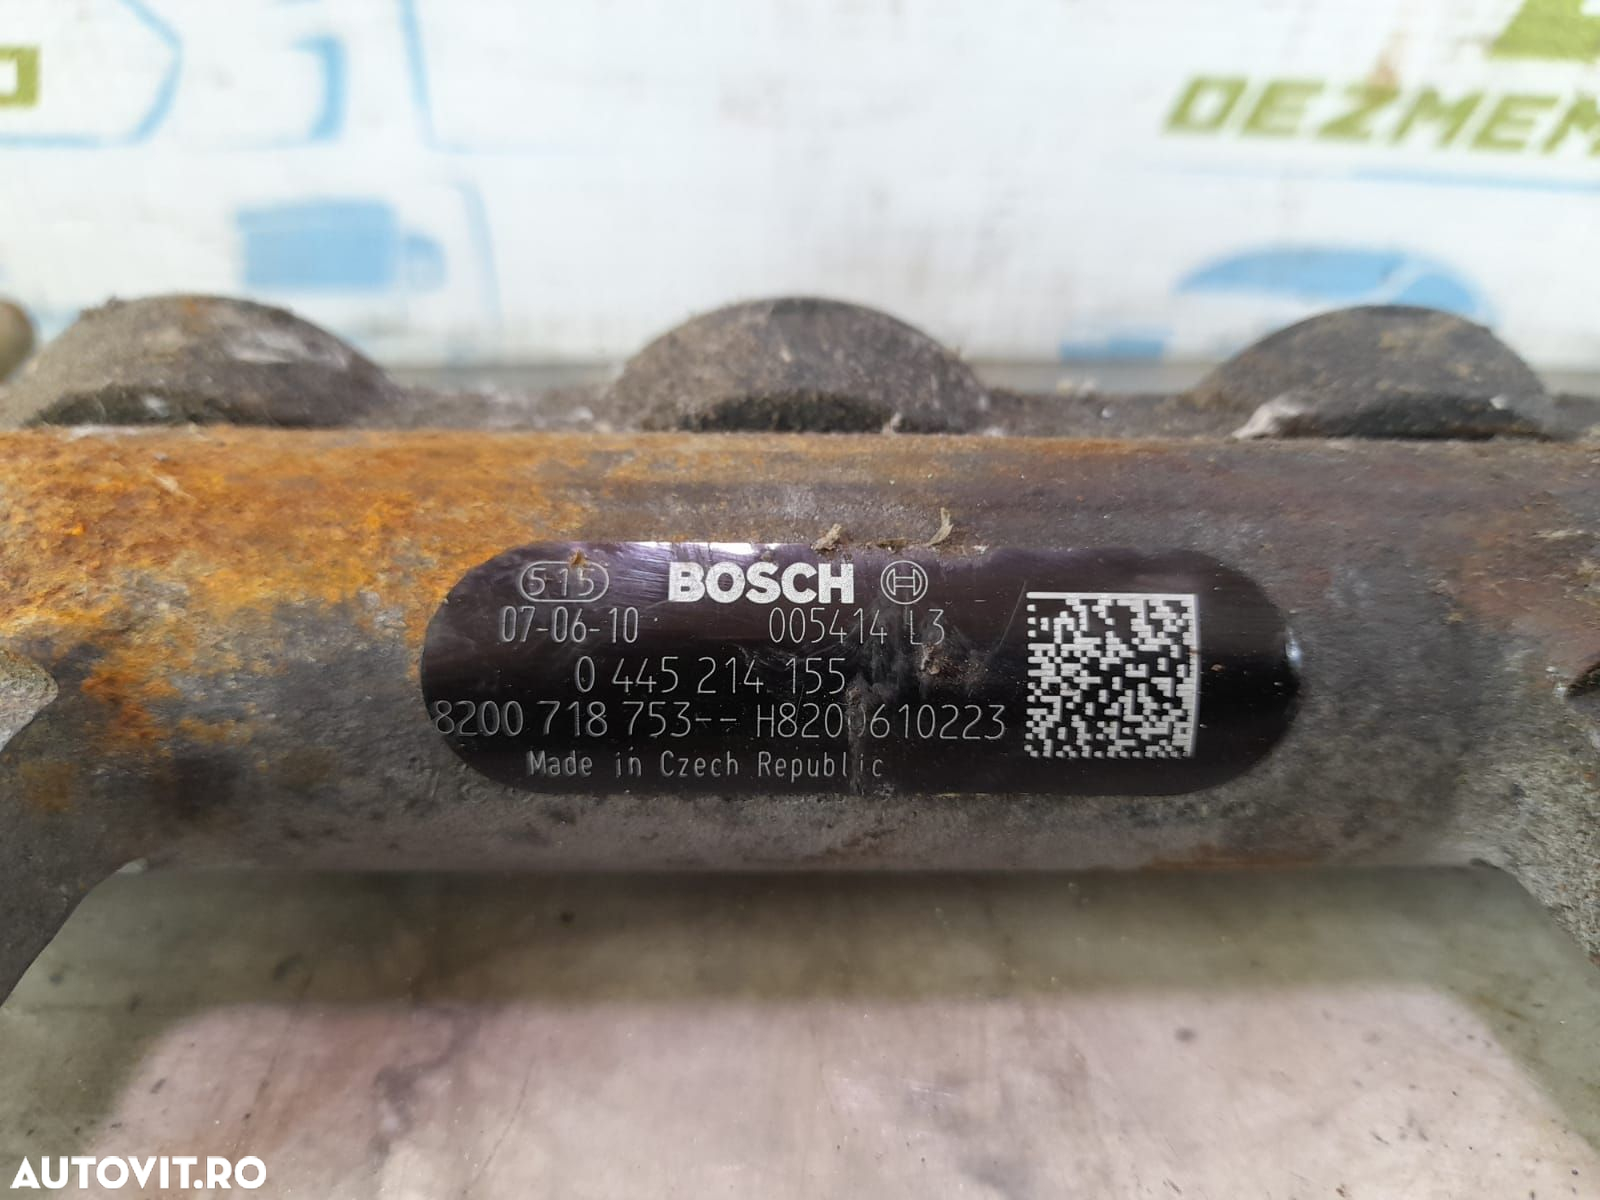 DEZMEM
515 BOSCH
07-06-10 005414 L3
0 445 214 155
8200 718 753-- H8200610223
Made in Czech Republic
AUTOVIT.RO